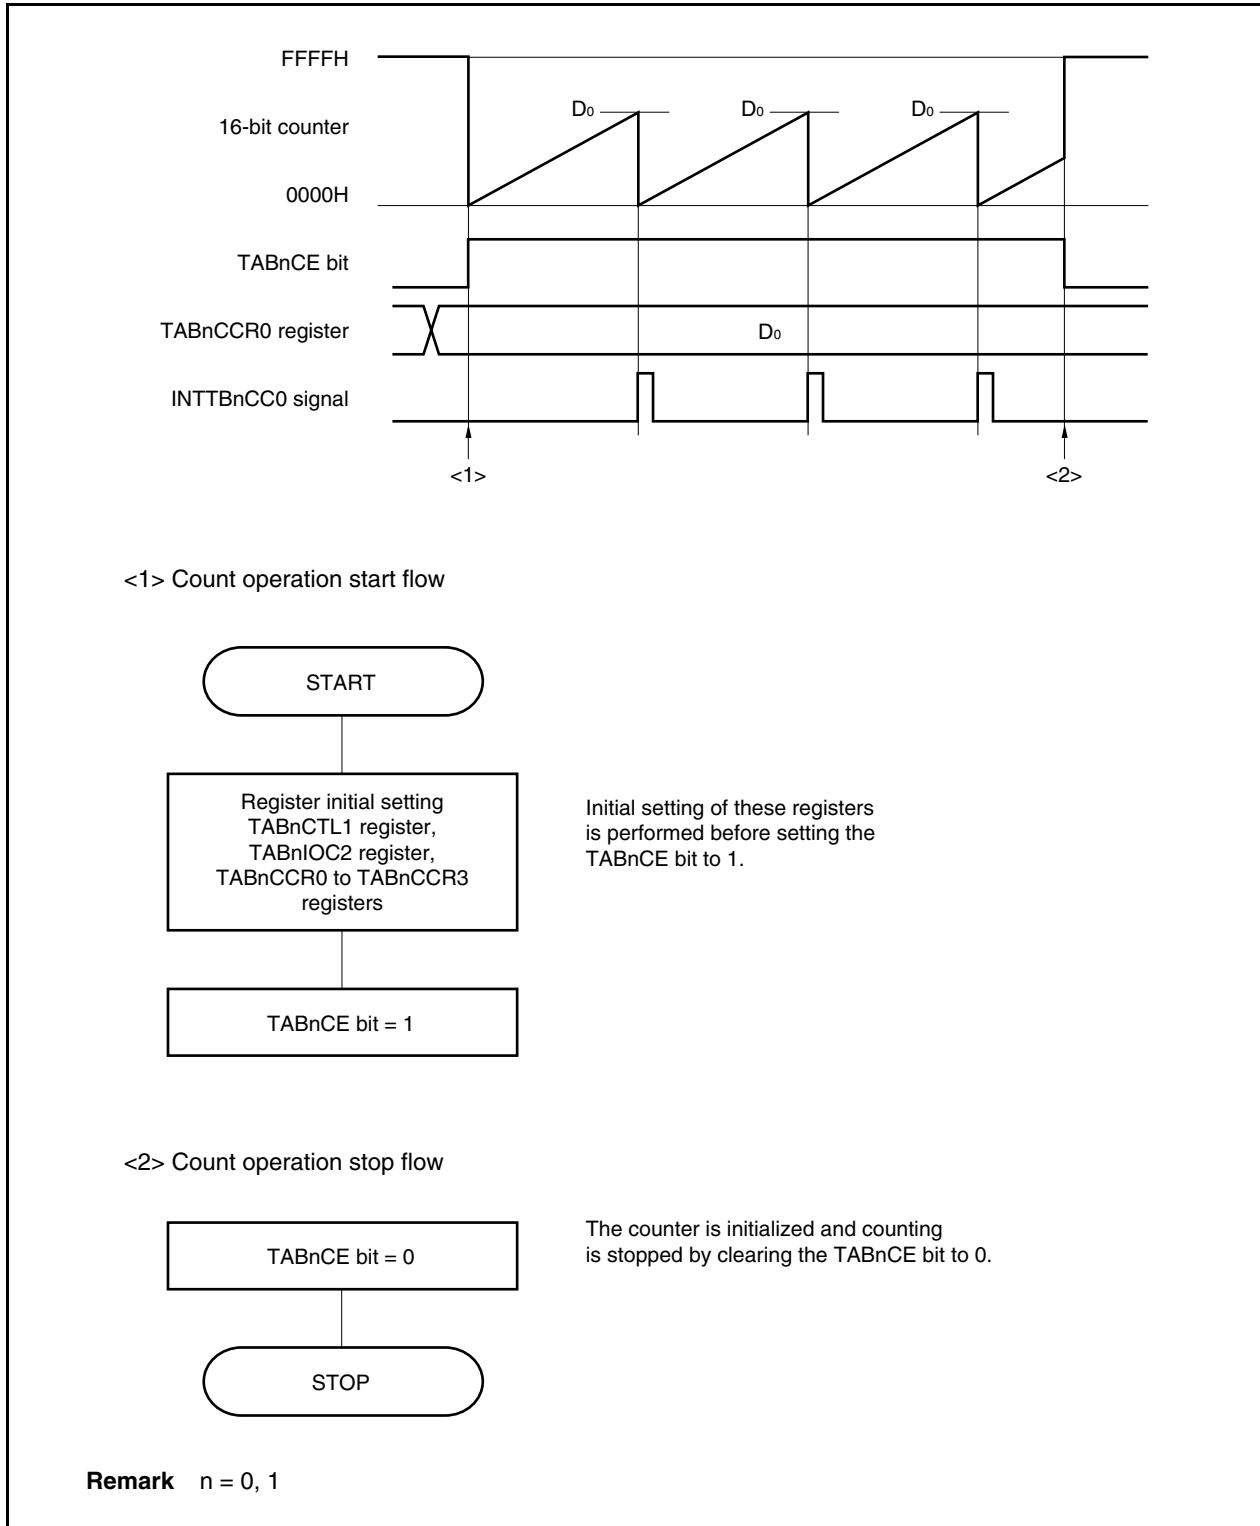 FFFFH
D0 D0 D0
16-bit counter
0000H
TABnCE bit
TABnCCR0 register
D0
INTTBnCC0 signal
<1> <2>
<1> Count operation start flow
START
Register initial setting
TABnCTL1 register,
TABnIOC2 register,
TABnCCR0 to TABnCCR3
registers
Initial setting of these registers
is performed before setting the
TABnCE bit to 1.
TABnCE bit = 1
<2> Count operation stop flow
TABnCE bit = 0
The counter is initialized and counting
is stopped by clearing the TABnCE bit to 0.
STOP
Remark n = 0, 1